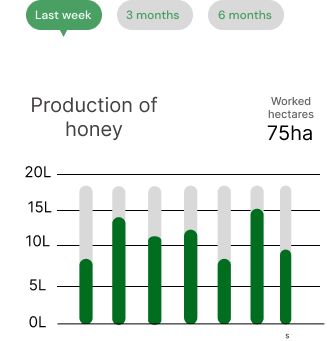 Last week 3 months 6 months
Production of
honey
Worked
hectares
75ha
20L
15L
10L
5L
0L
s